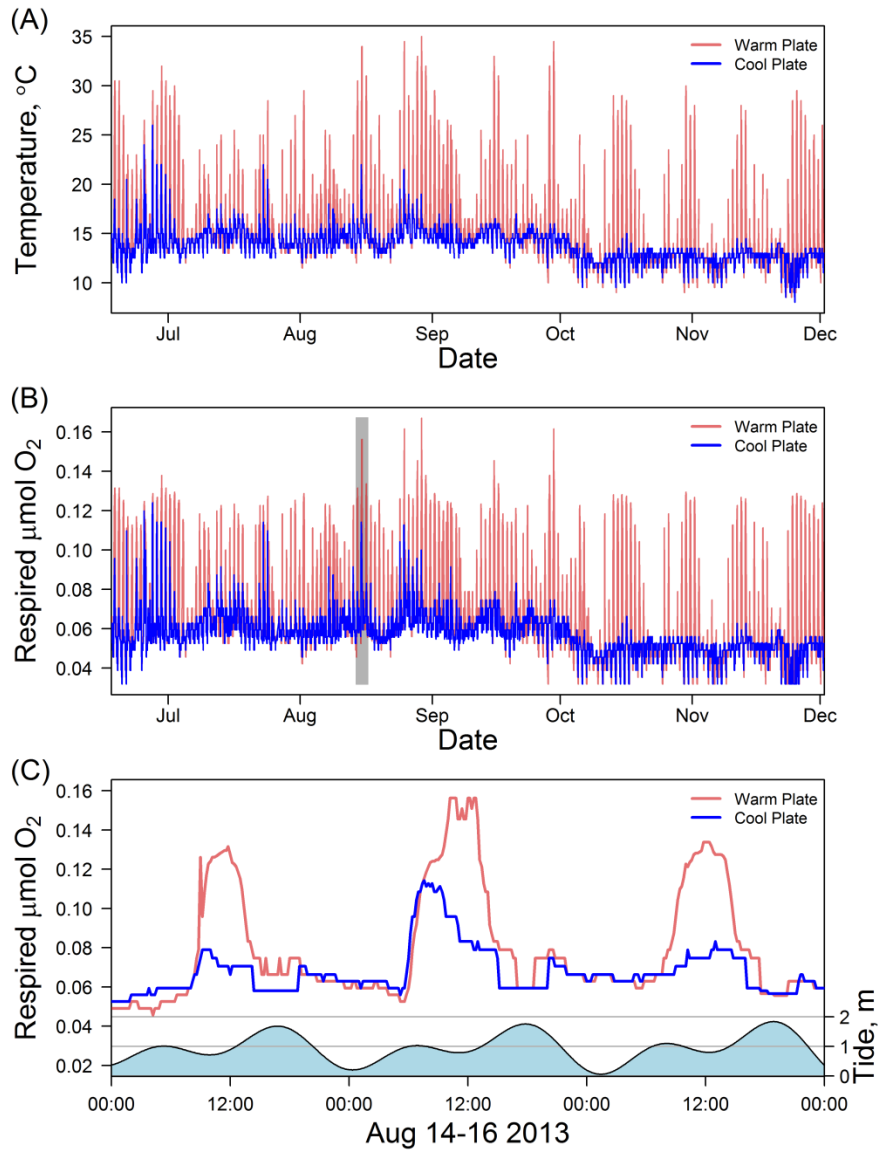 (A)
Temperature, °C
35
30
25
20
15
10
Warm Plate
Cool Plate
Jul Aug Sep Oct Nov Dec
Date
(B)
Respired μmol O₂
0.16
0.14
0.12
0.10
0.08
0.06
0.04
Warm Plate
Cool Plate
Jul Aug Sep Oct Nov Dec
Date
(C)
Respired μmol O₂
0.16
0.14
0.12
0.10
0.08
0.06
0.04
0.02
Warm Plate
Cool Plate
2
1
0
Tide, m
00:00 12:00 00:00 12:00 00:00 12:00 00:00
Aug 14-16 2013